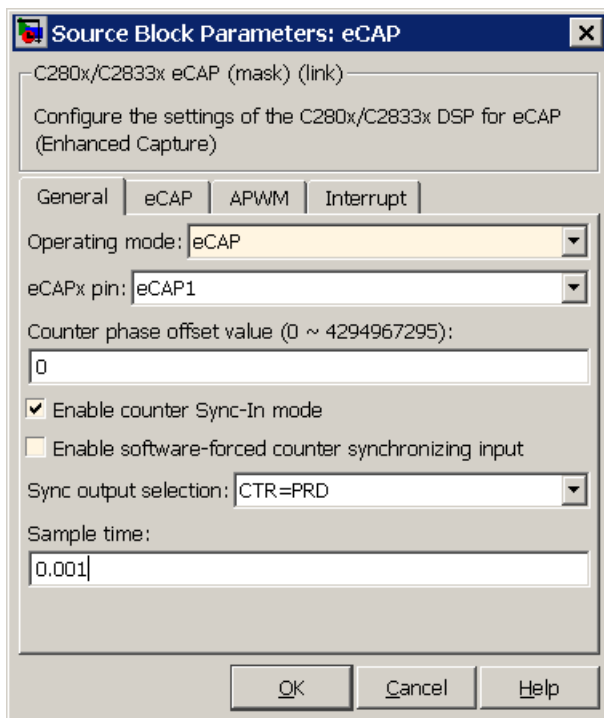 Source Block Parameters: eCAP
C280x/C2833x eCAP (mask) (link)
Configure the settings of the C280x/C2833x DSP for eCAP
(Enhanced Capture)
General eCAP APWM Interrupt
Operating mode: eCAP
eCAPx pin: eCAP1
Counter phase offset value (0 ~ 4294967295):
0
Enable counter Sync-In mode
Enable software-forced counter synchronizing input
Sync output selection: CTR=PRD
Sample time:
0.001
OK Cancel Help